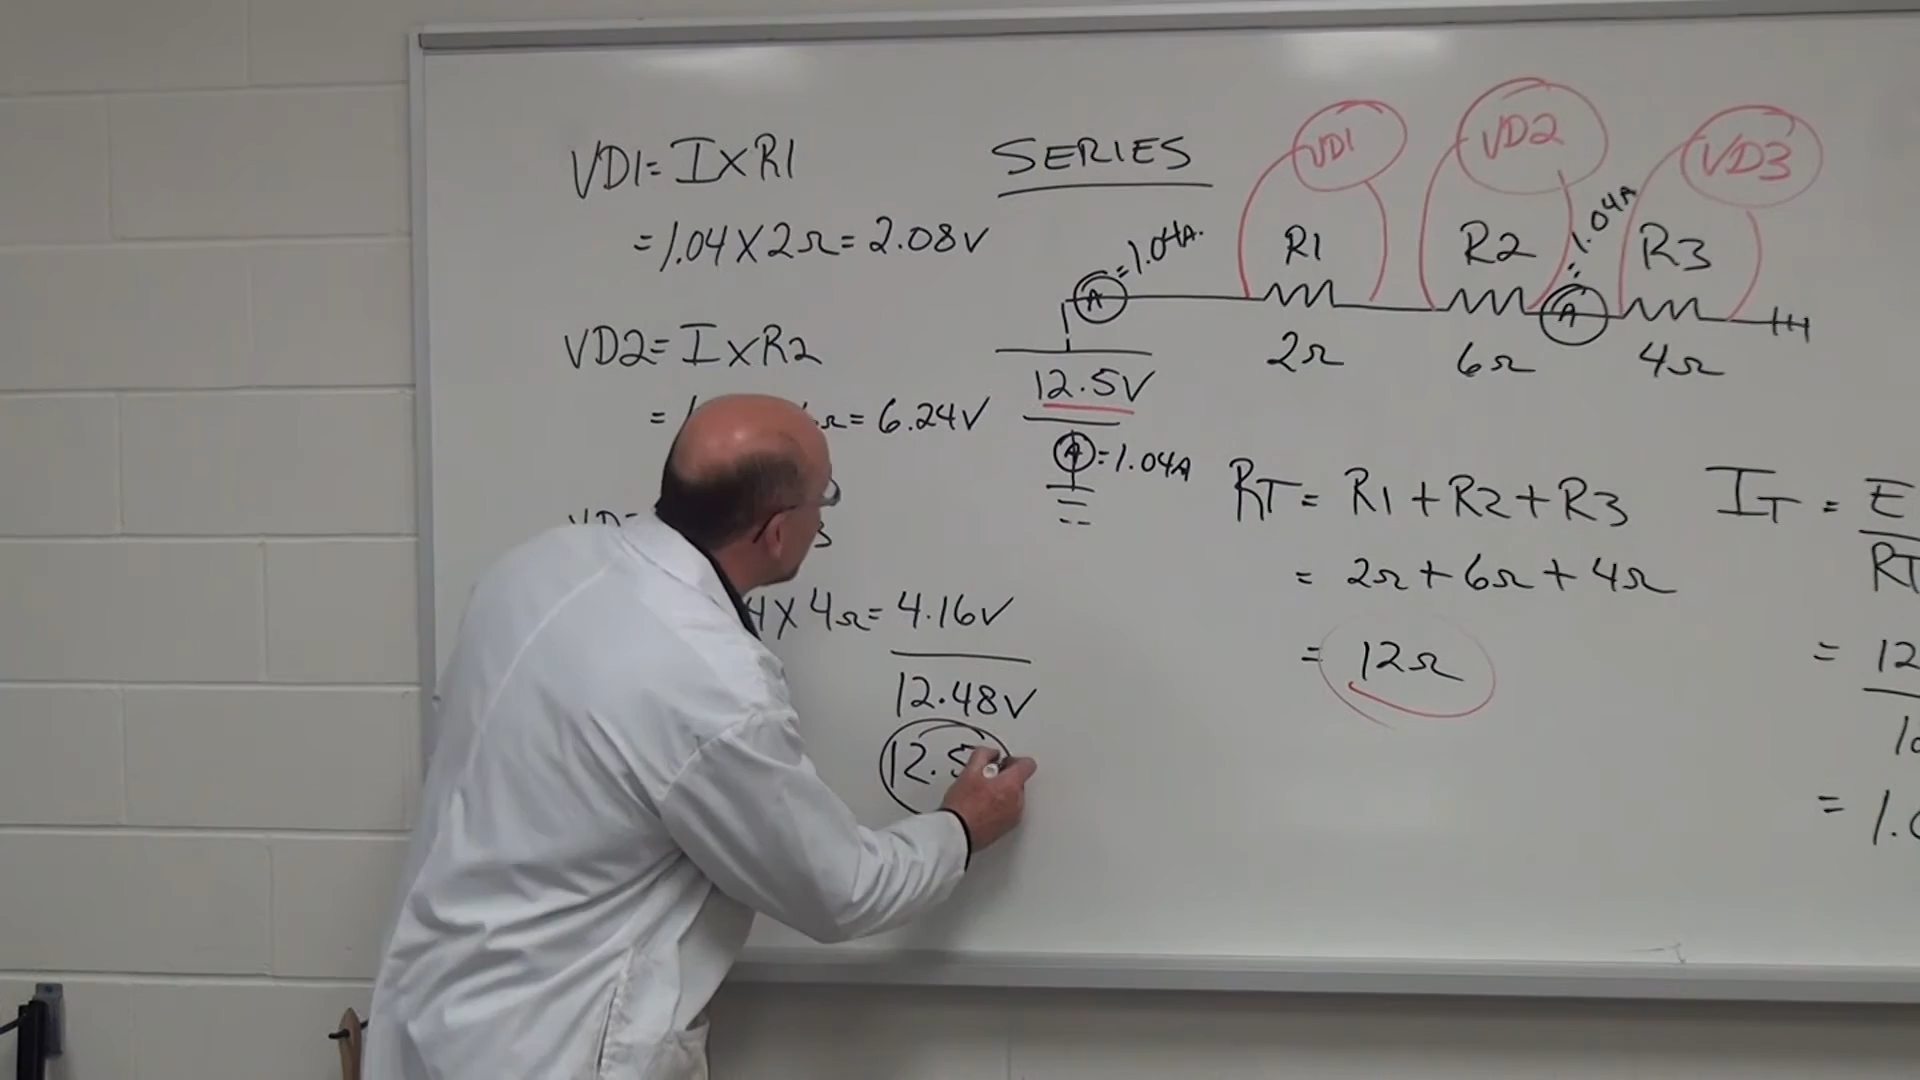 VD1 = I X R1
= 1.04 X 2Ω = 2.08V
VD2 = I X R2
= Ω = 6.24V
VD
4 X 4Ω = 4.16V
12.48V
12.5
SERIES
VD1
VD2
VD3
R1
R2
R3
A = 1.04A.
A = 1.04A
2Ω
6Ω
4Ω
12.5V
A = 1.04A
RT = R1 + R2 + R3
= 2Ω + 6Ω + 4Ω
= 12Ω
IT = E
RT
= 12
= 1.